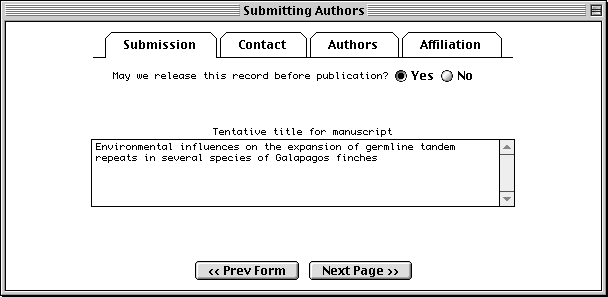 Submitting Authors
Submission Contact Authors Affiliation
May we release this record before publication? Yes No
Tentative title for manuscript
Environmental influences on the expansion of germline tandem
repeats in several species of Galapagos finches
<< Prev Form Next Page >>